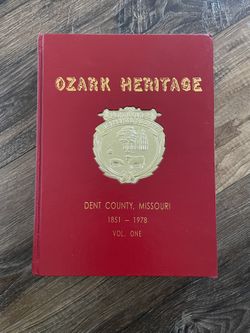 OZARK HERITAGE
DENT COUNTY, MISSOURI
1851 – 1978
VOL. ONE